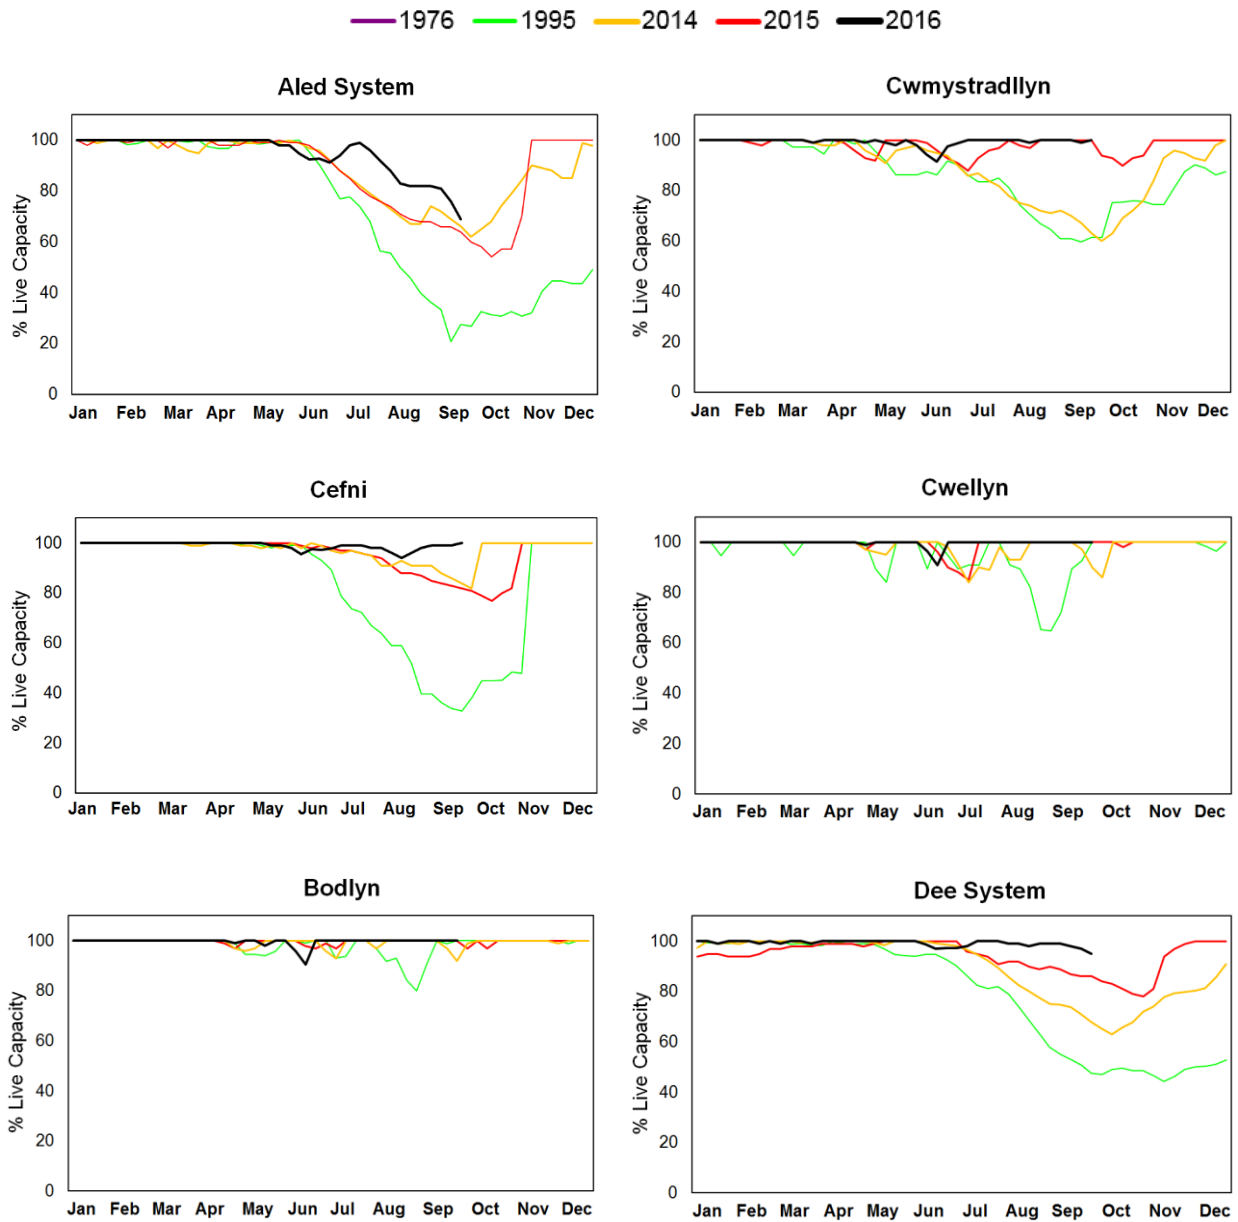 1976 1995 2014 2015 2016
Aled System
% Live Capacity
100
80
60
40
20
0
Jan Feb Mar Apr May Jun Jul Aug Sep Oct Nov Dec
Cwmystradllyn
% Live Capacity
100
80
60
40
20
0
Jan Feb Mar Apr May Jun Jul Aug Sep Oct Nov Dec
Cefni
% Live Capacity
100
80
60
40
20
0
Jan Feb Mar Apr May Jun Jul Aug Sep Oct Nov Dec
Cwellyn
% Live Capacity
100
80
60
40
20
0
Jan Feb Mar Apr May Jun Jul Aug Sep Oct Nov Dec
Bodlyn
% Live Capacity
100
80
60
40
20
0
Jan Feb Mar Apr May Jun Jul Aug Sep Oct Nov Dec
Dee System
% Live Capacity
100
80
60
40
20
0
Jan Feb Mar Apr May Jun Jul Aug Sep Oct Nov Dec